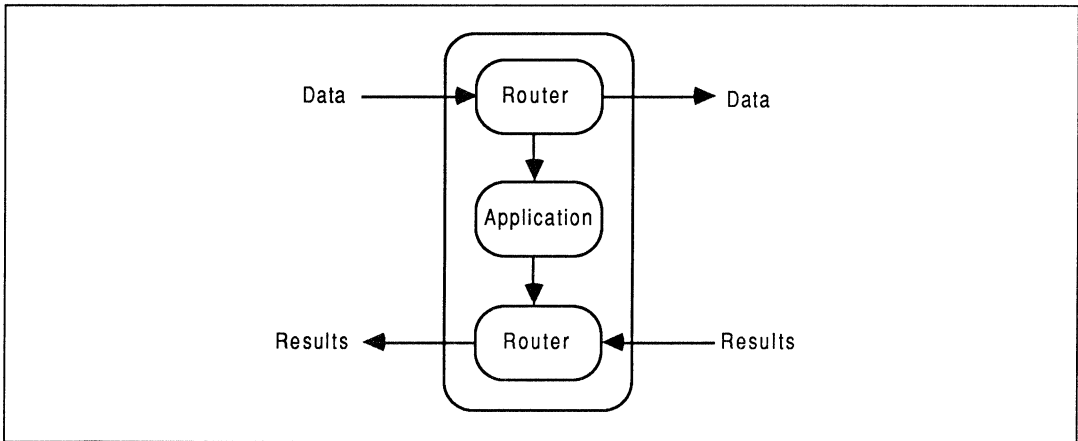 Data
Router
Data
Application
Results
Router
Results